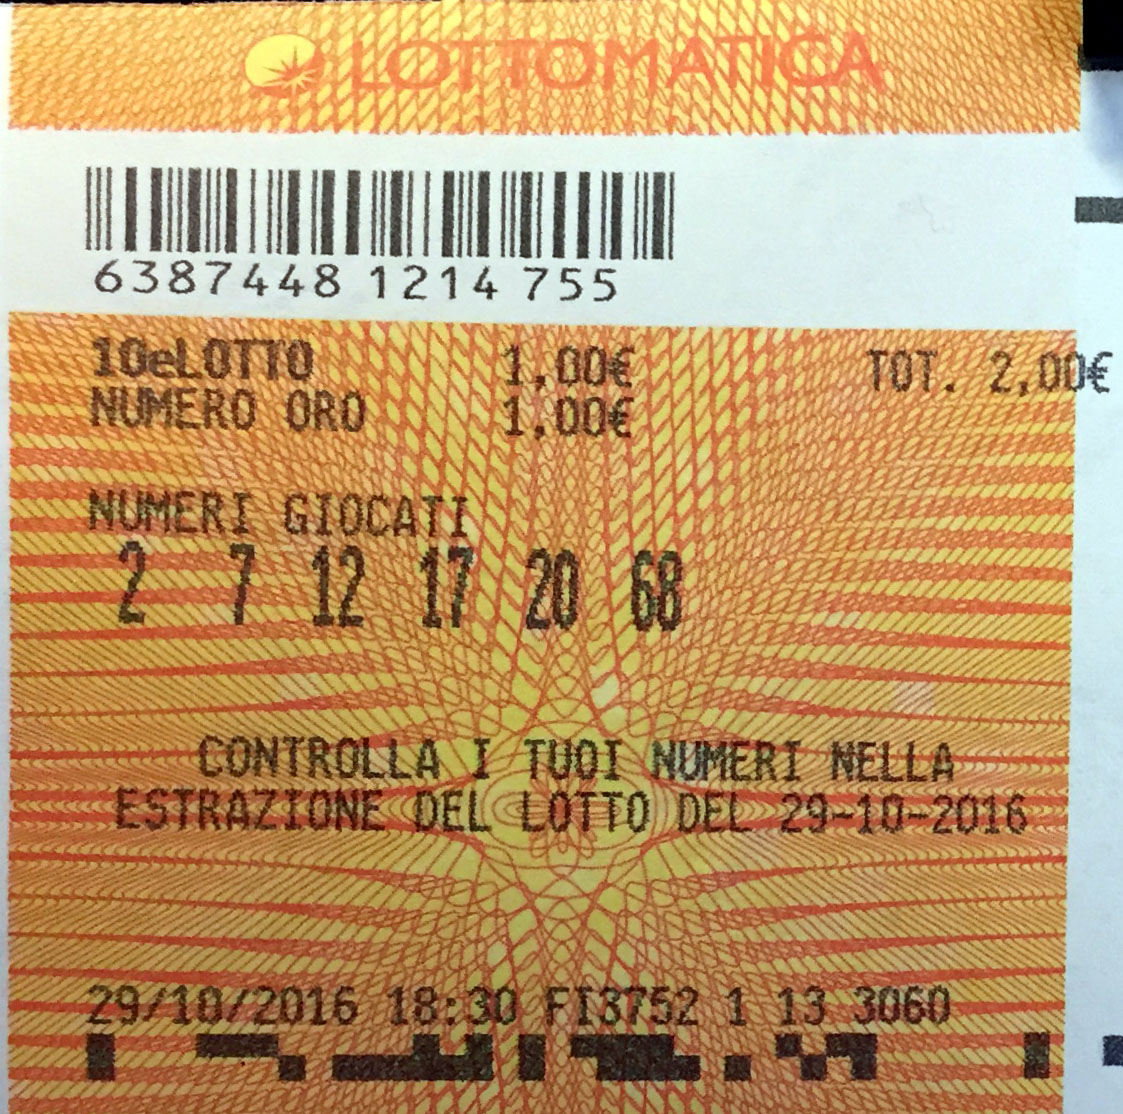 LOTTOMATICA
6387448 1214 755
10eLOTTO 1,00€ TOT. 2,00€
NUMERO ORO 1,00€
NUMERI GIOCATI
2 7 12 17 20 68
CONTROLLA I TUOI NUMERI NELLA
ESTRAZIONE DEL LOTTO DEL 29-10-2016
29/10/2016 18:30 FI3752 1 13 3060